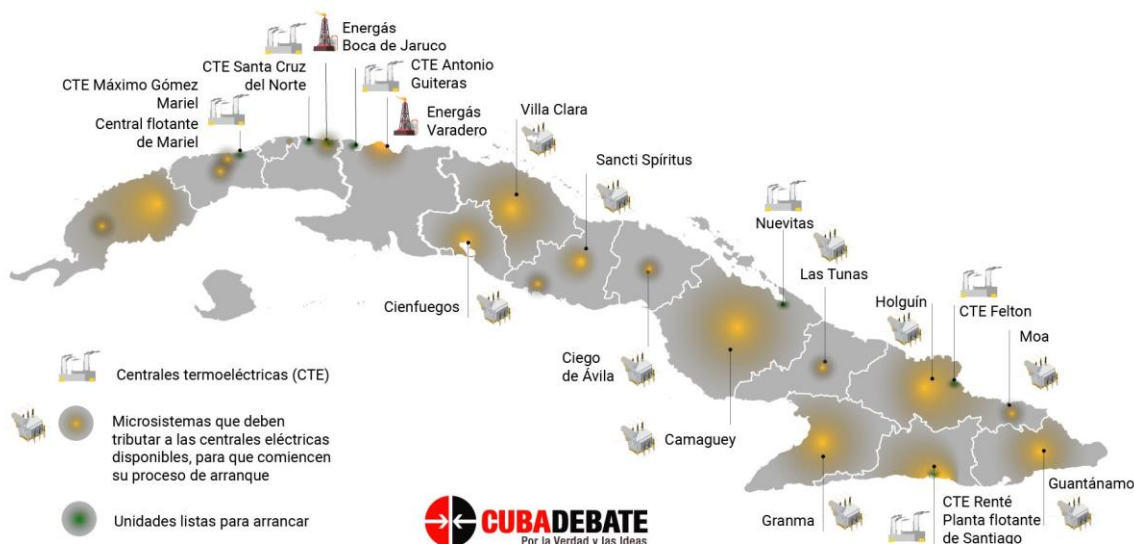 Energás
Boca de Jaruco
CTE Santa Cruz
del Norte
CTE Antonio
Guiteras
CTE Máximo Gómez
Mariel
Central flotante
de Mariel
Energás
Varadero
Villa Clara
Sancti Spíritus
Nuevitas
Las Tunas
Holguín
CTE Felton
Moa
Cienfuegos
Ciego
de Ávila
Camaguey
Granma
CTE Renté
Planta flotante
de Santiago
Guantánamo
Centrales termoeléctricas (CTE)
Microsistemas que deben
tributar a las centrales eléctricas
disponibles, para que comiencen
su proceso de arranque
Unidades listas para arrancar
CUBADEBATE
Por la Verdad y las Ideas